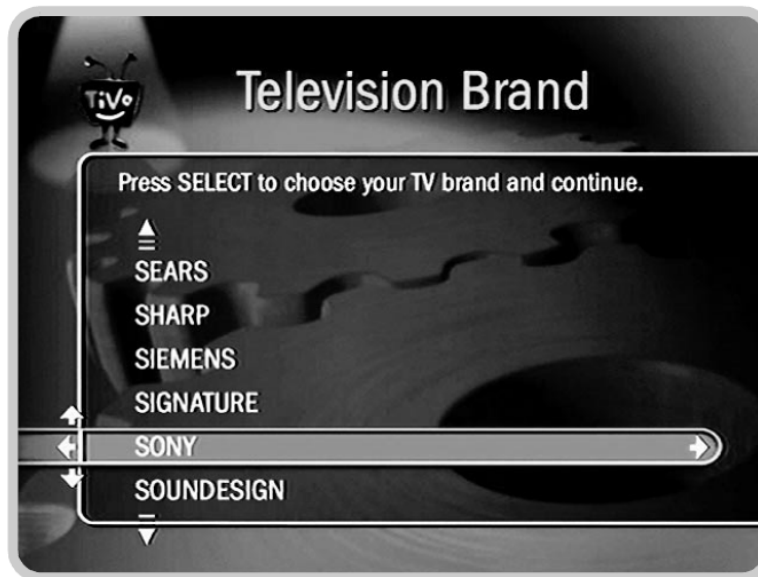 TiVo
Television Brand
Press SELECT to choose your TV brand and continue.
SEARS
SHARP
SIEMENS
SIGNATURE
SONY
SOUNDESIGN